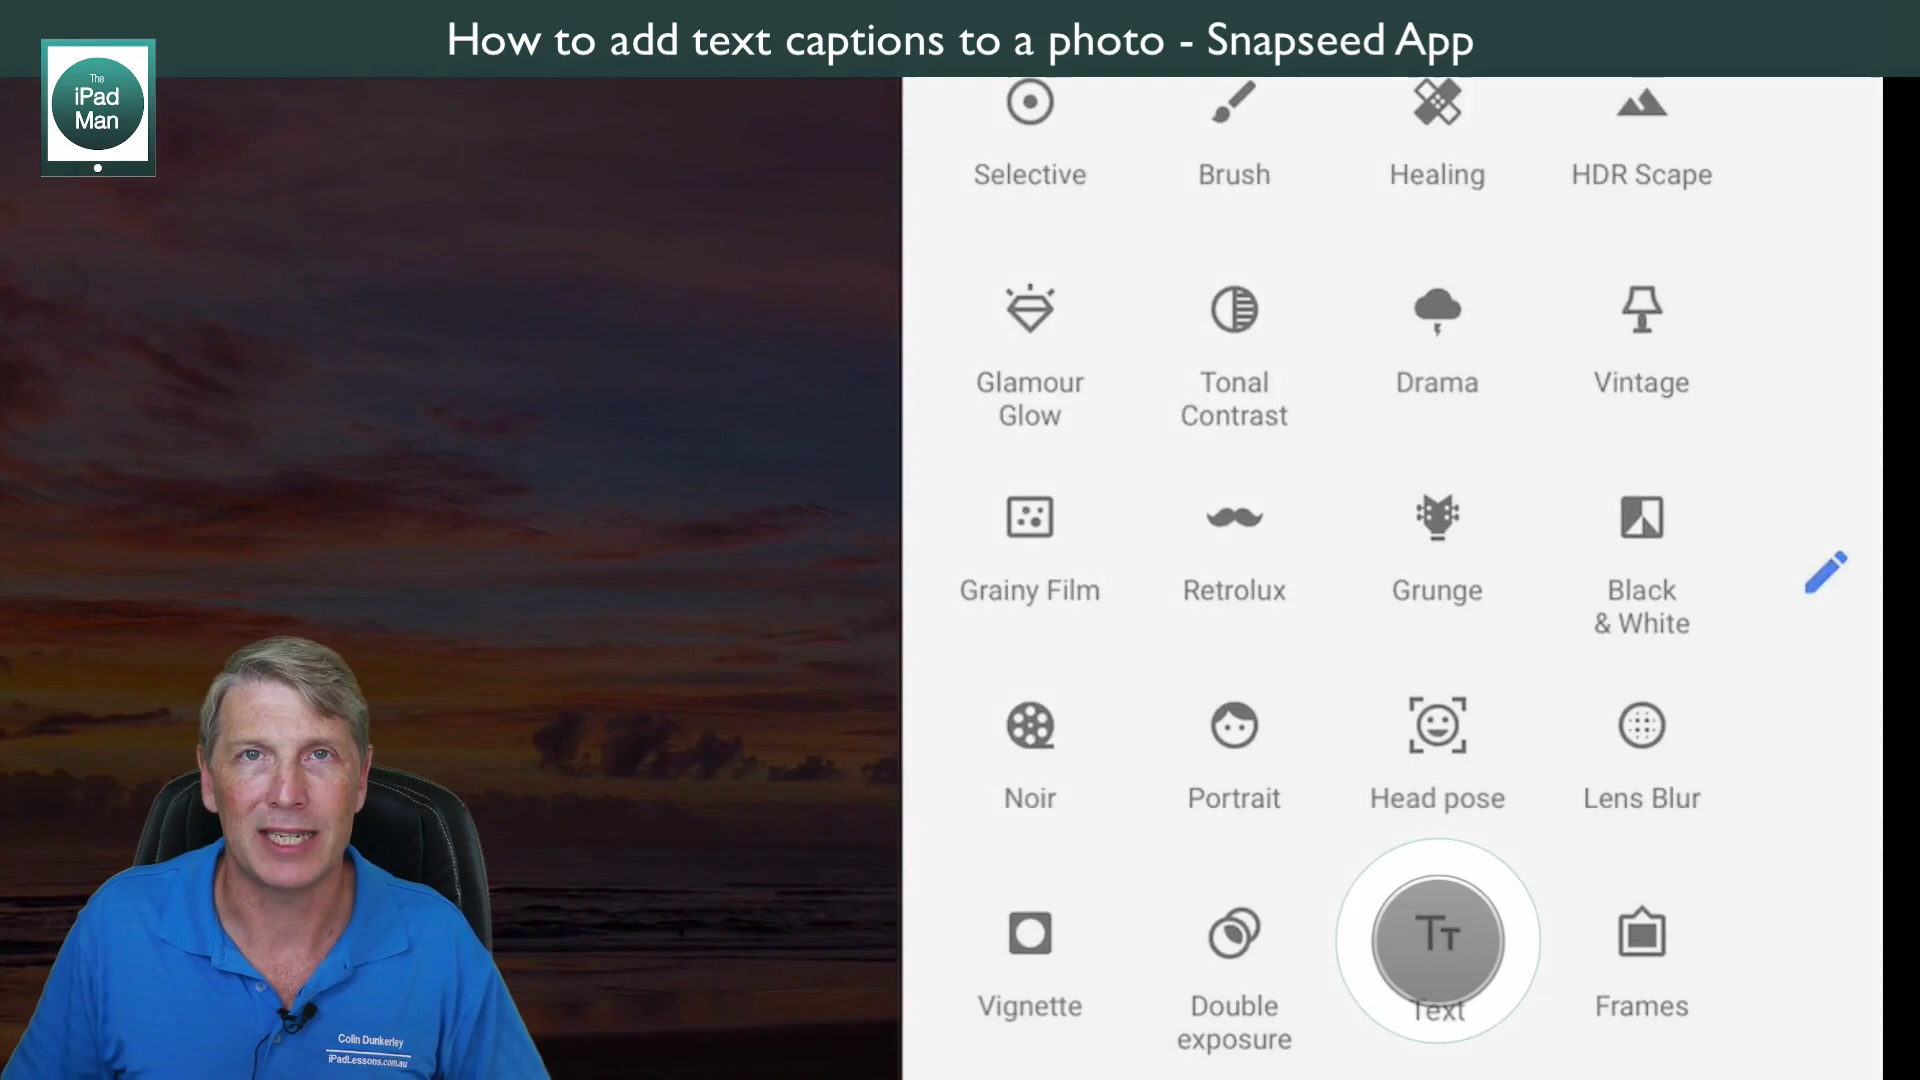 How to add text captions to a photo - Snapseed App
The
iPad
Man
Selective
Brush
Healing
HDR Scape
Glamour
Glow
Tonal
Contrast
Drama
Vintage
Grainy Film
Retrolux
Grunge
Black
& White
Noir
Portrait
Head pose
Lens Blur
Vignette
Double
exposure
Tт
Text
Frames
Colin Dunkerley
iPadLessons.com.au